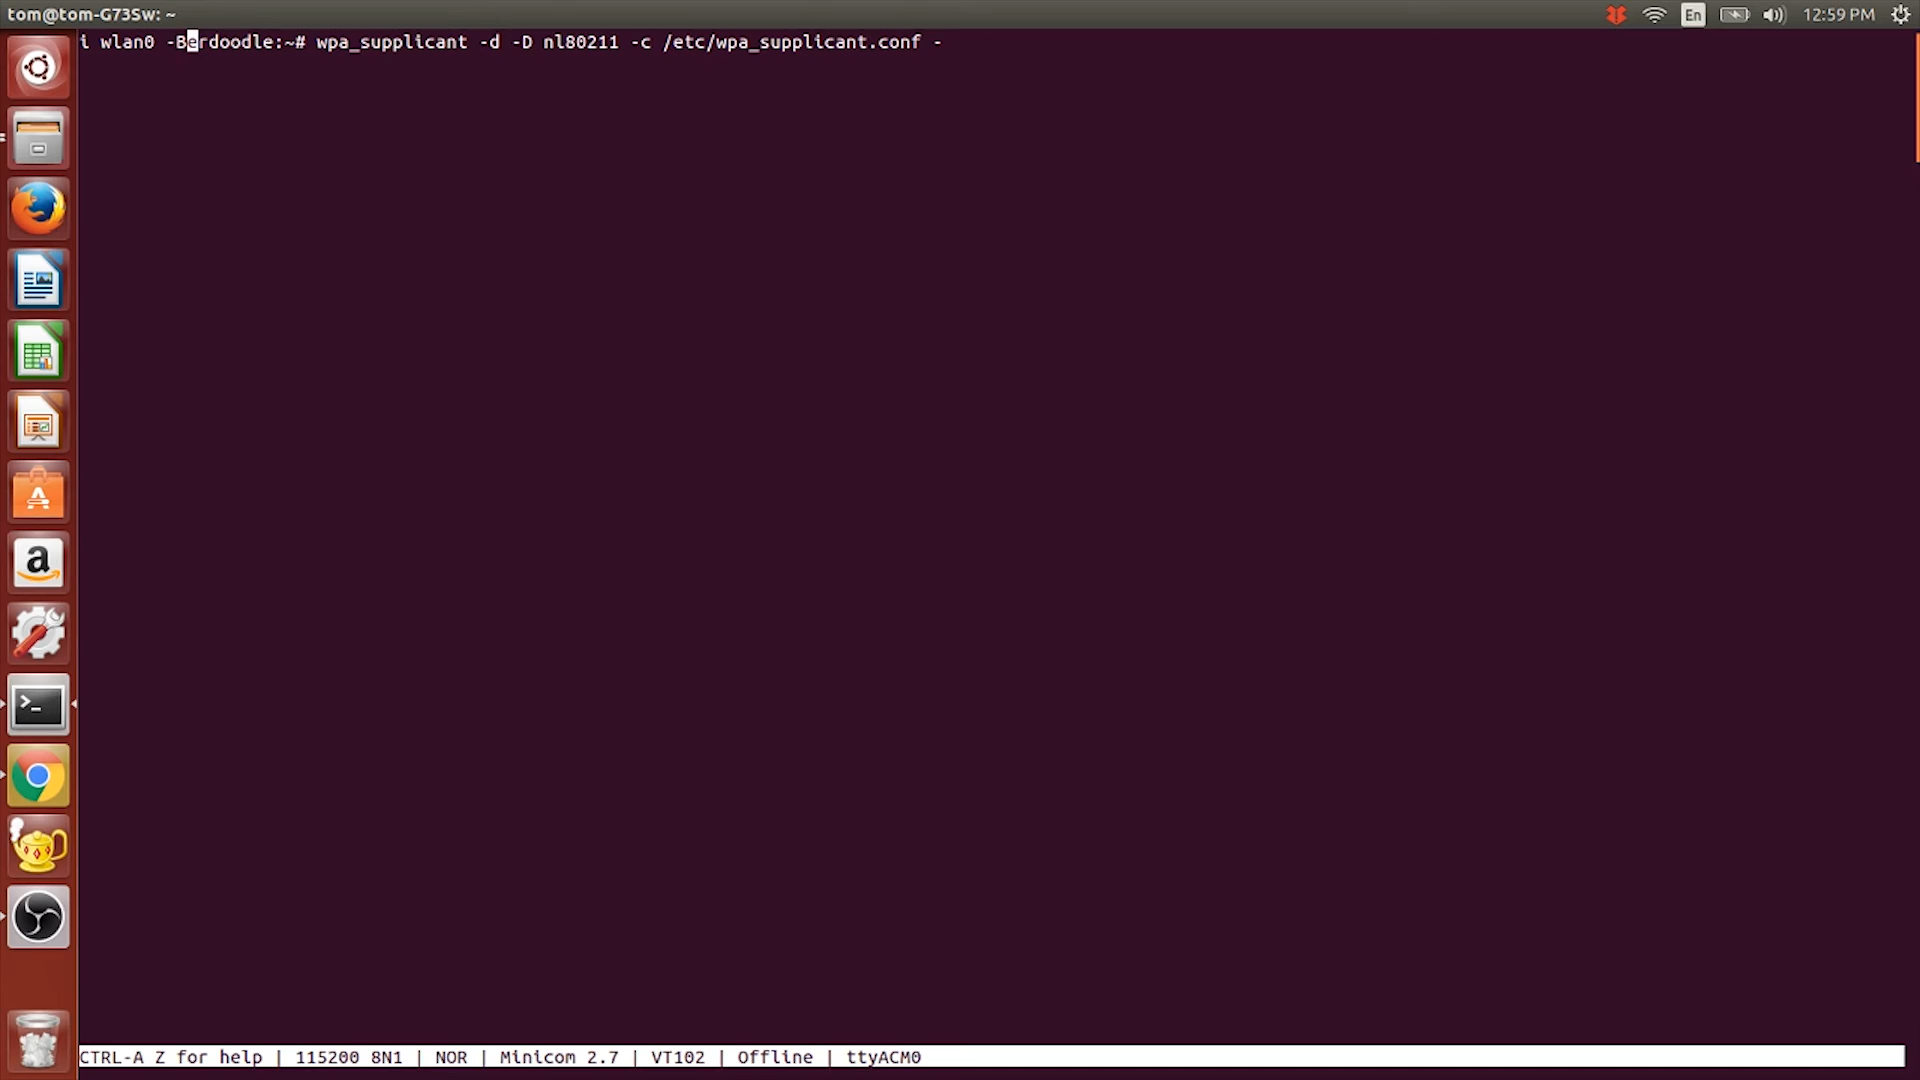 tom@tom-G73Sw: ~
En
12:59 PM
i wlan0 -Berdoodle:~# wpa_supplicant -d -D nl80211 -c /etc/wpa_supplicant.conf -
CTRL-A Z for help | 115200 8N1 | NOR | Minicom 2.7 | VT102 | Offline | ttyACM0